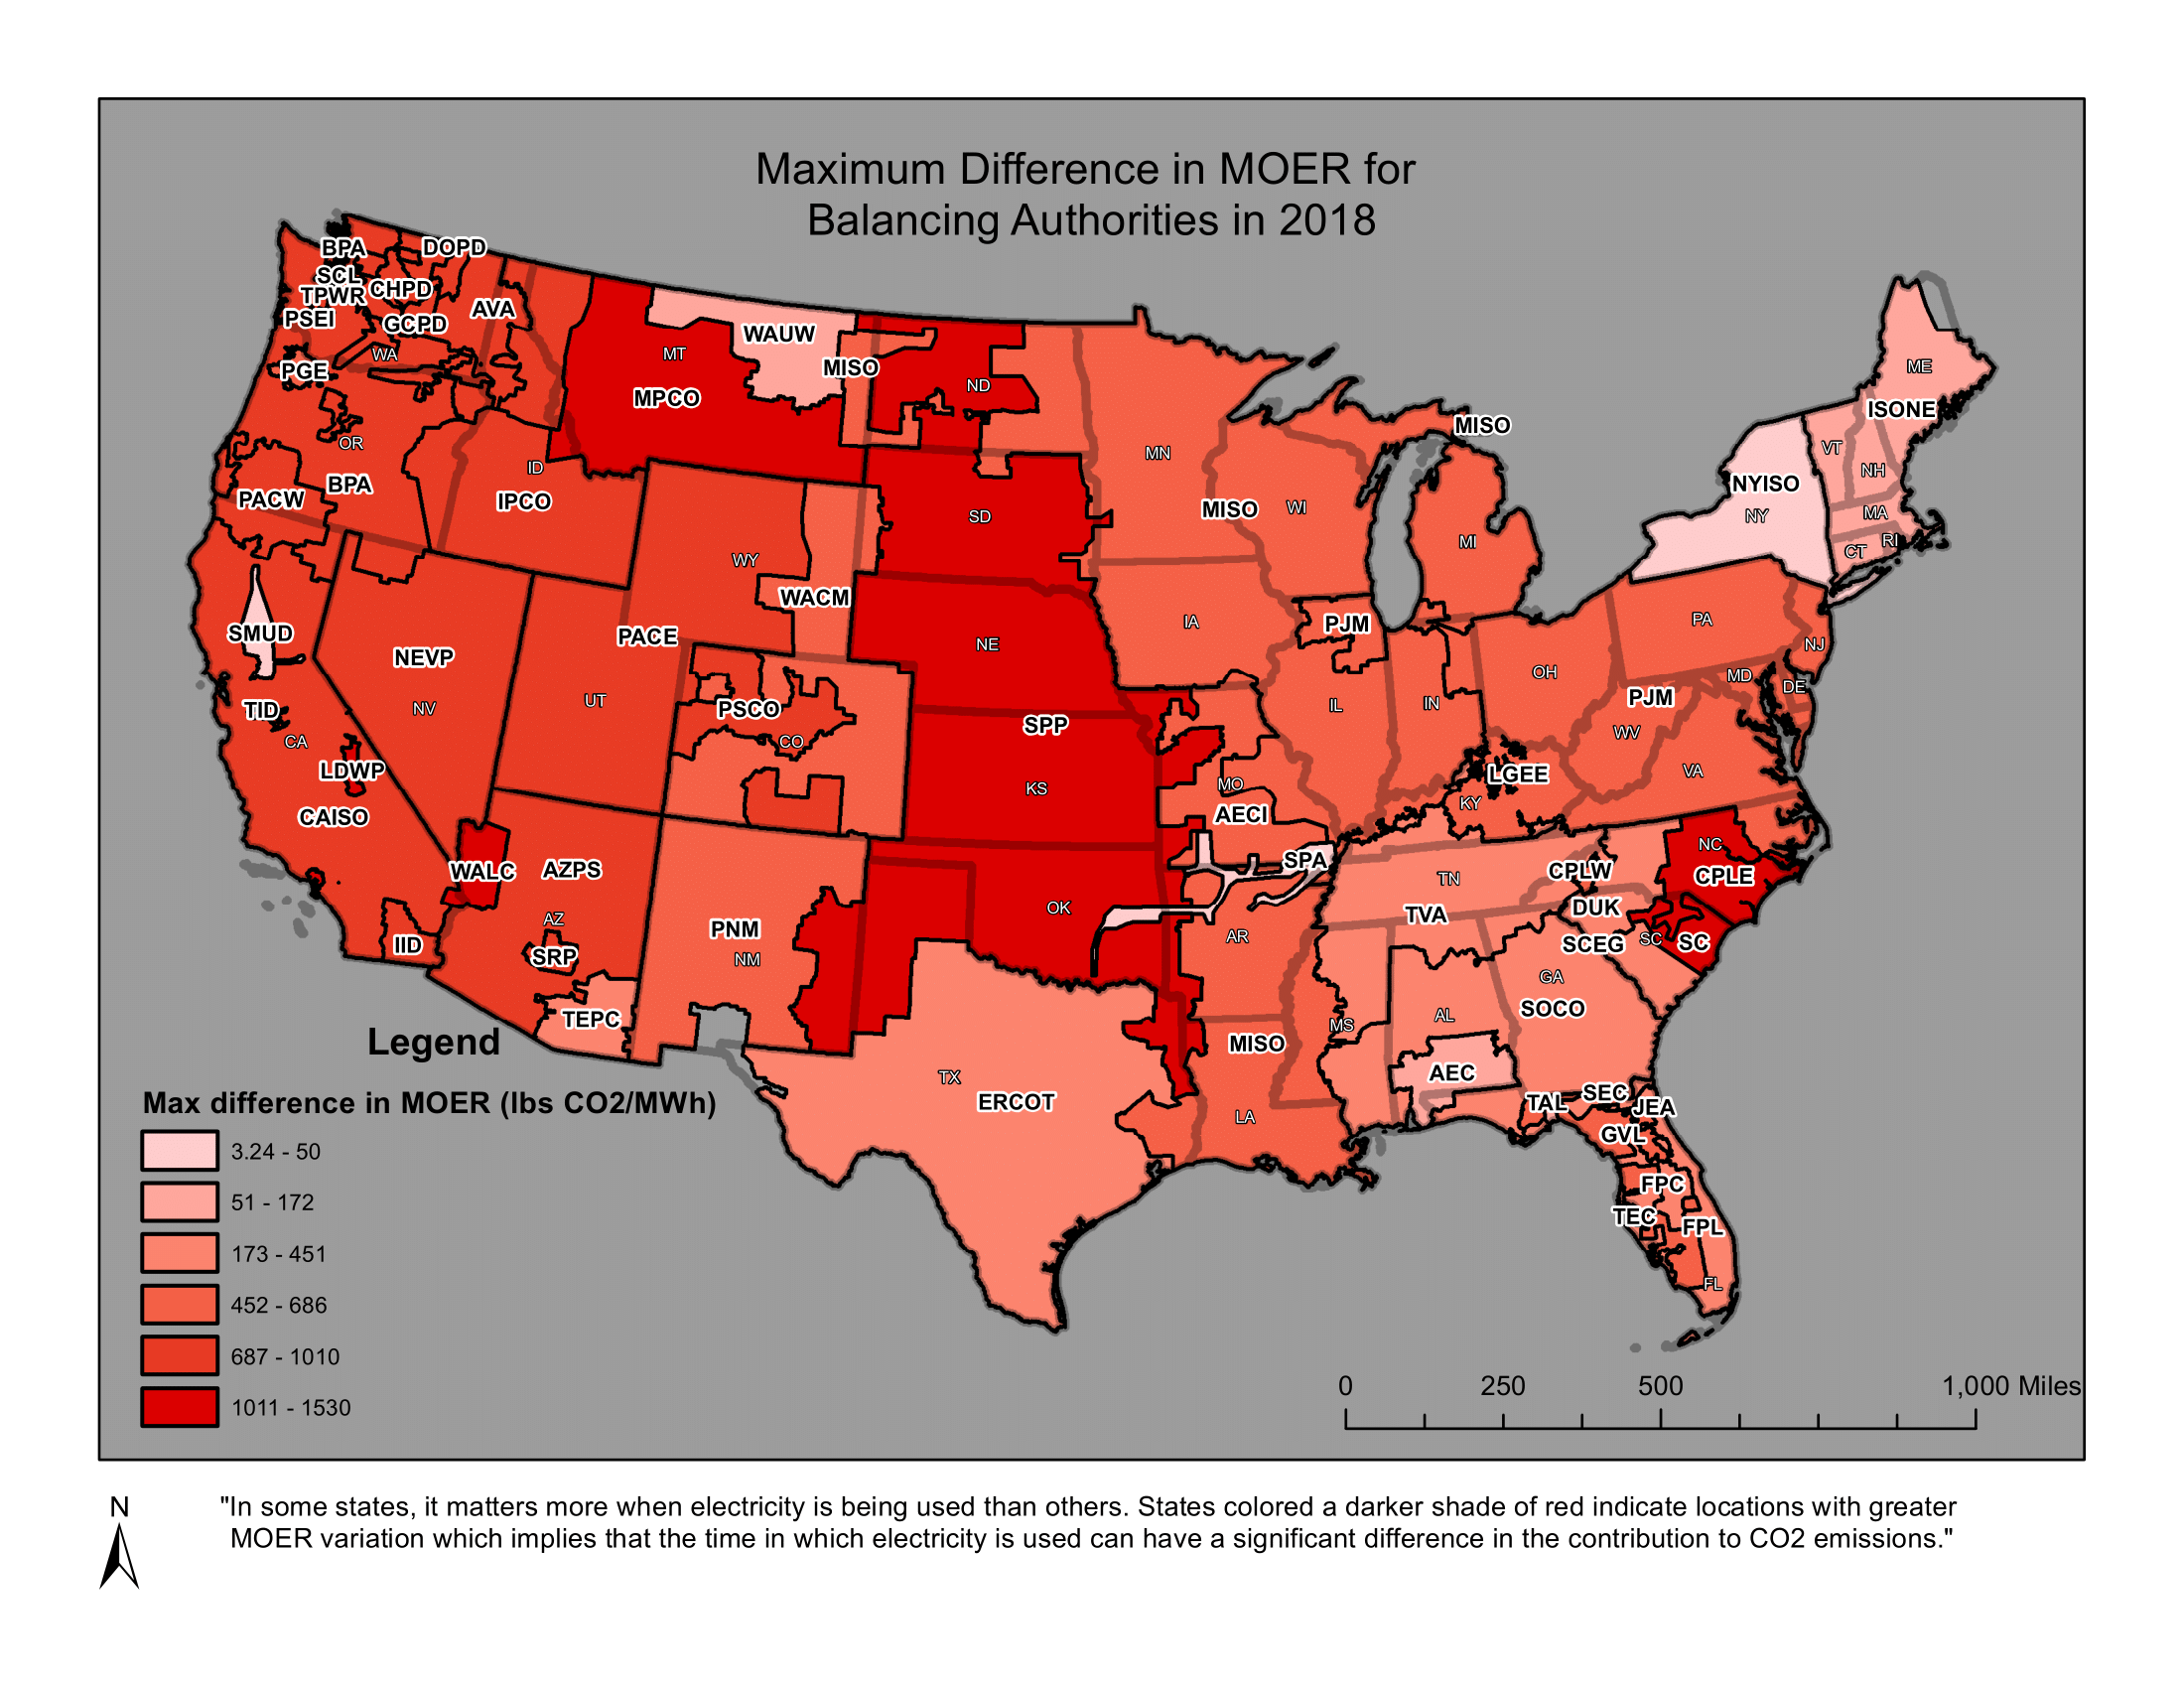 Maximum Difference in MOER for
Balancing Authorities in 2018
BPA
DOPD
SCL
CHPD
TPWR
PSEI
GCPD
AVA
WA
PGE
MT
WAUW
MISO
MPCO
ND
OR
ID
BPA
PACW
IPCO
SD
MN
MISO
WI
MISO
MI
ME
ISONE
VT
NH
NYISO
NY
MA
CT
RI
WY
WACM
SMUD
NEVP
PACE
NE
IA
PJM
PA
NJ
OH
MD
DE
PJM
TID
NV
UT
PSCO
CO
SPP
IL
IN
WV
CA
LDWP
KS
MO
LGEE
VA
KY
CAISO
AECI
WALC
AZPS
SPA
NC
CPLW
CPLE
TN
AZ
OK
TVA
DUK
IID
SRP
PNM
NM
AR
SCEG
SC
SC
GA
TEPC
AL
SOCO
MS
MISO
TX
ERCOT
AEC
LA
TAL
SEC
JEA
GVL
FPC
TEC
FPL
FL
Legend
Max difference in MOER (lbs CO2/MWh)
3.24 - 50
51 - 172
173 - 451
452 - 686
687 - 1010
1011 - 1530
0 250 500 1,000 Miles
N
"In some states, it matters more when electricity is being used than others. States colored a darker shade of red indicate locations with greater
MOER variation which implies that the time in which electricity is used can have a significant difference in the contribution to CO2 emissions."